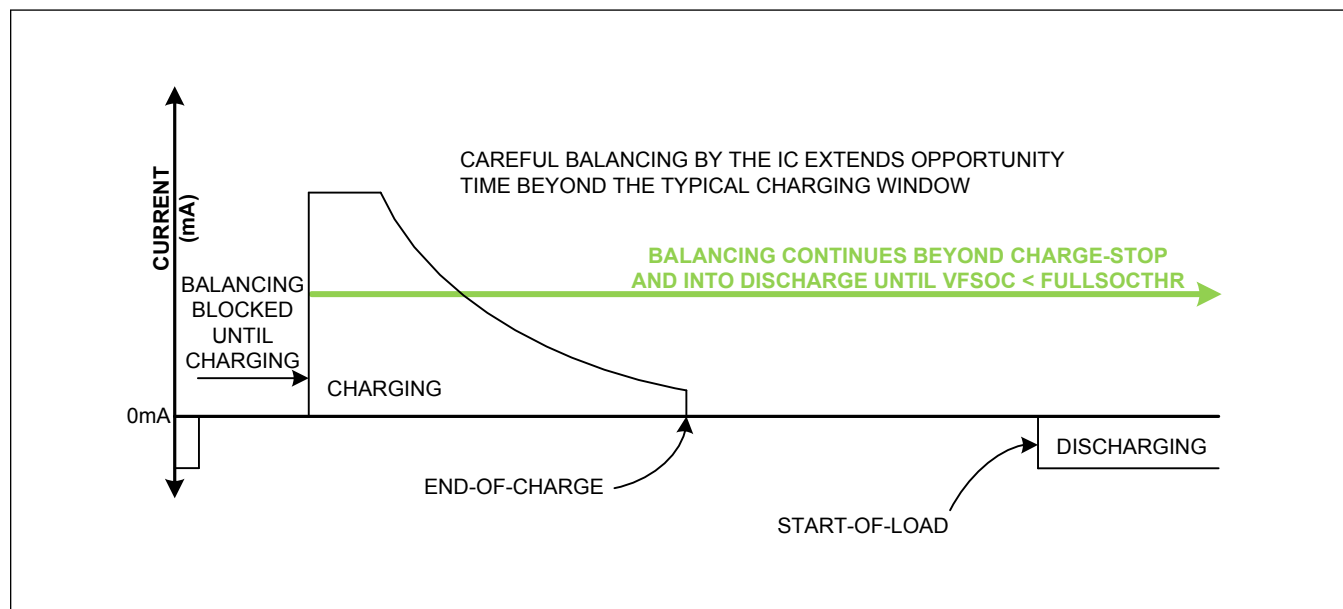 CURRENT
(mA)
CAREFUL BALANCING BY THE IC EXTENDS OPPORTUNITY
TIME BEYOND THE TYPICAL CHARGING WINDOW
BALANCING CONTINUES BEYOND CHARGE-STOP
AND INTO DISCHARGE UNTIL VFSOC < FULLSOCTHR
BALANCING
BLOCKED
UNTIL
CHARGING
CHARGING
0mA
DISCHARGING
END-OF-CHARGE
START-OF-LOAD